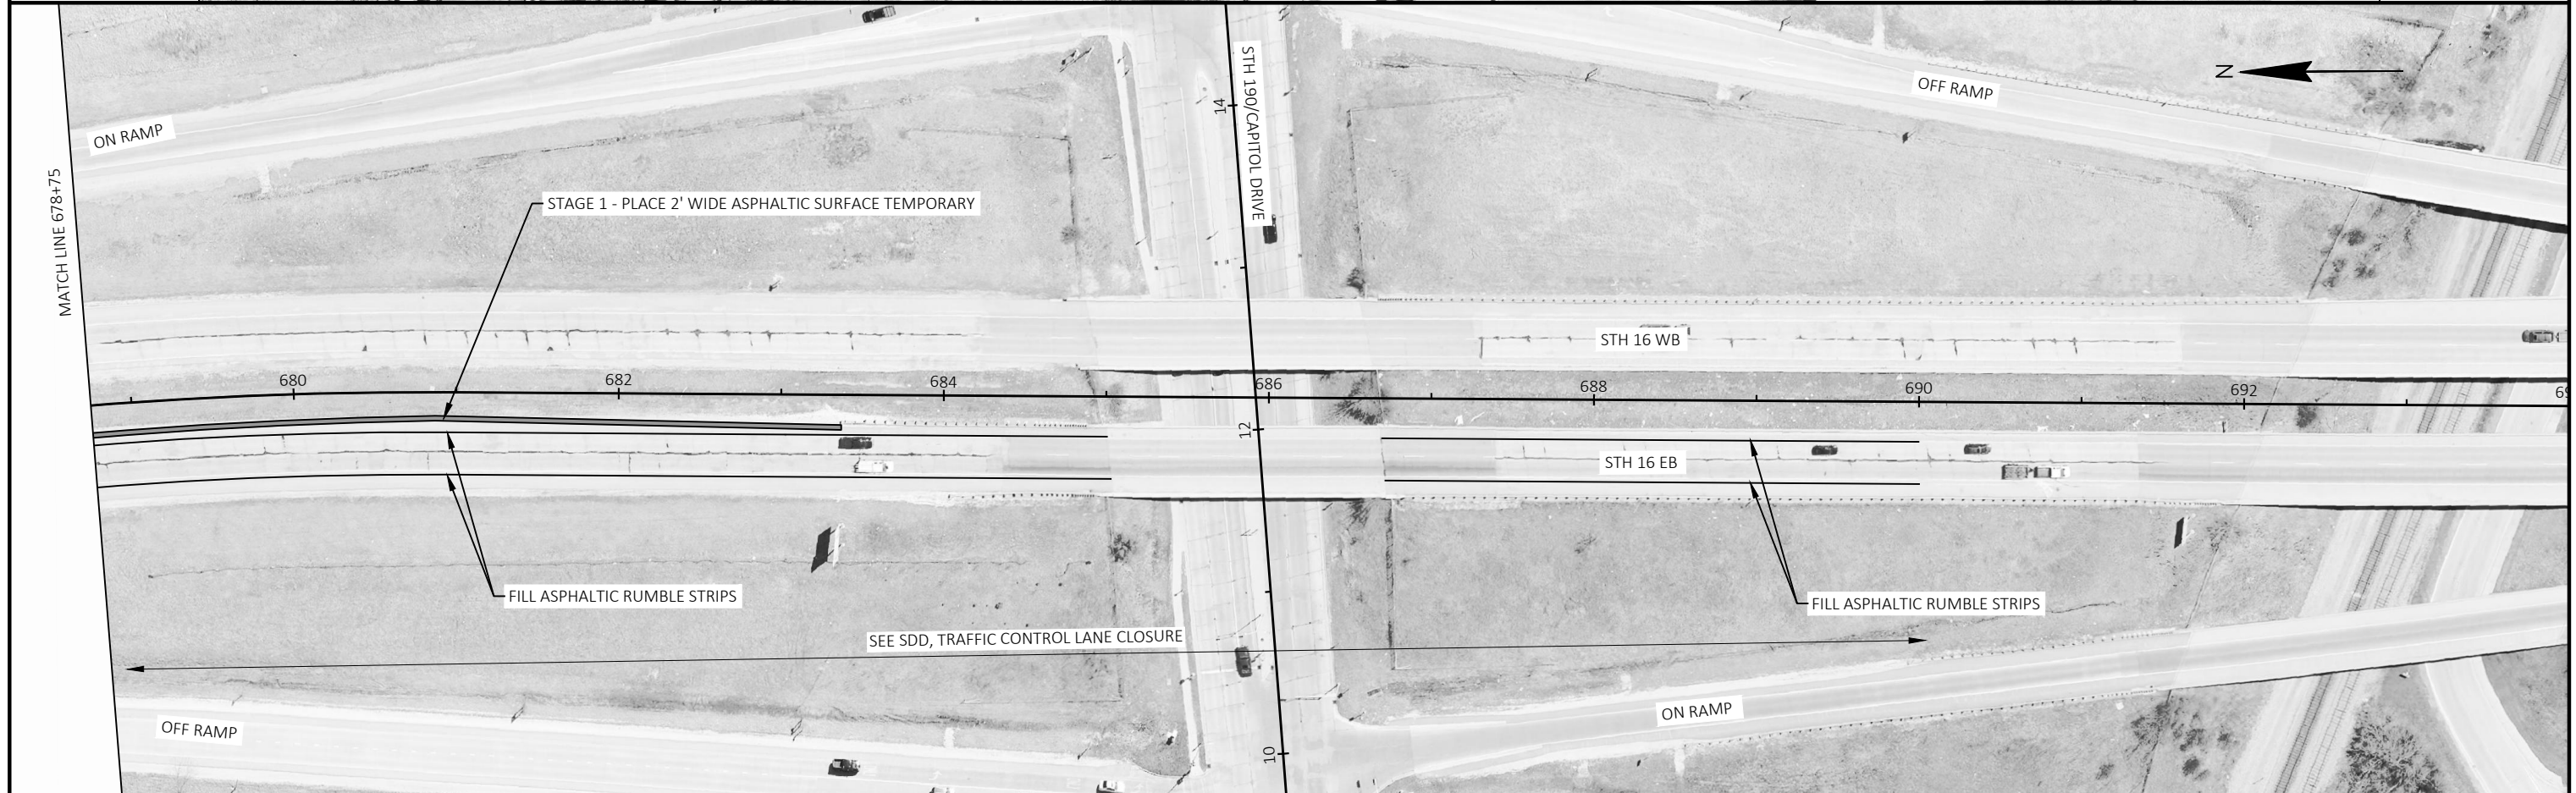 N
OFF RAMP
STH 190/CAPITOL DRIVE
14
ON RAMP
MATCH LINE 678+75
STAGE 1 - PLACE 2' WIDE ASPHALTIC SURFACE TEMPORARY
STH 16 WB
680
682
684
686
688
690
692
12
STH 16 EB
FILL ASPHALTIC RUMBLE STRIPS
FILL ASPHALTIC RUMBLE STRIPS
SEE SDD, TRAFFIC CONTROL LANE CLOSURE
ON RAMP
OFF RAMP
10